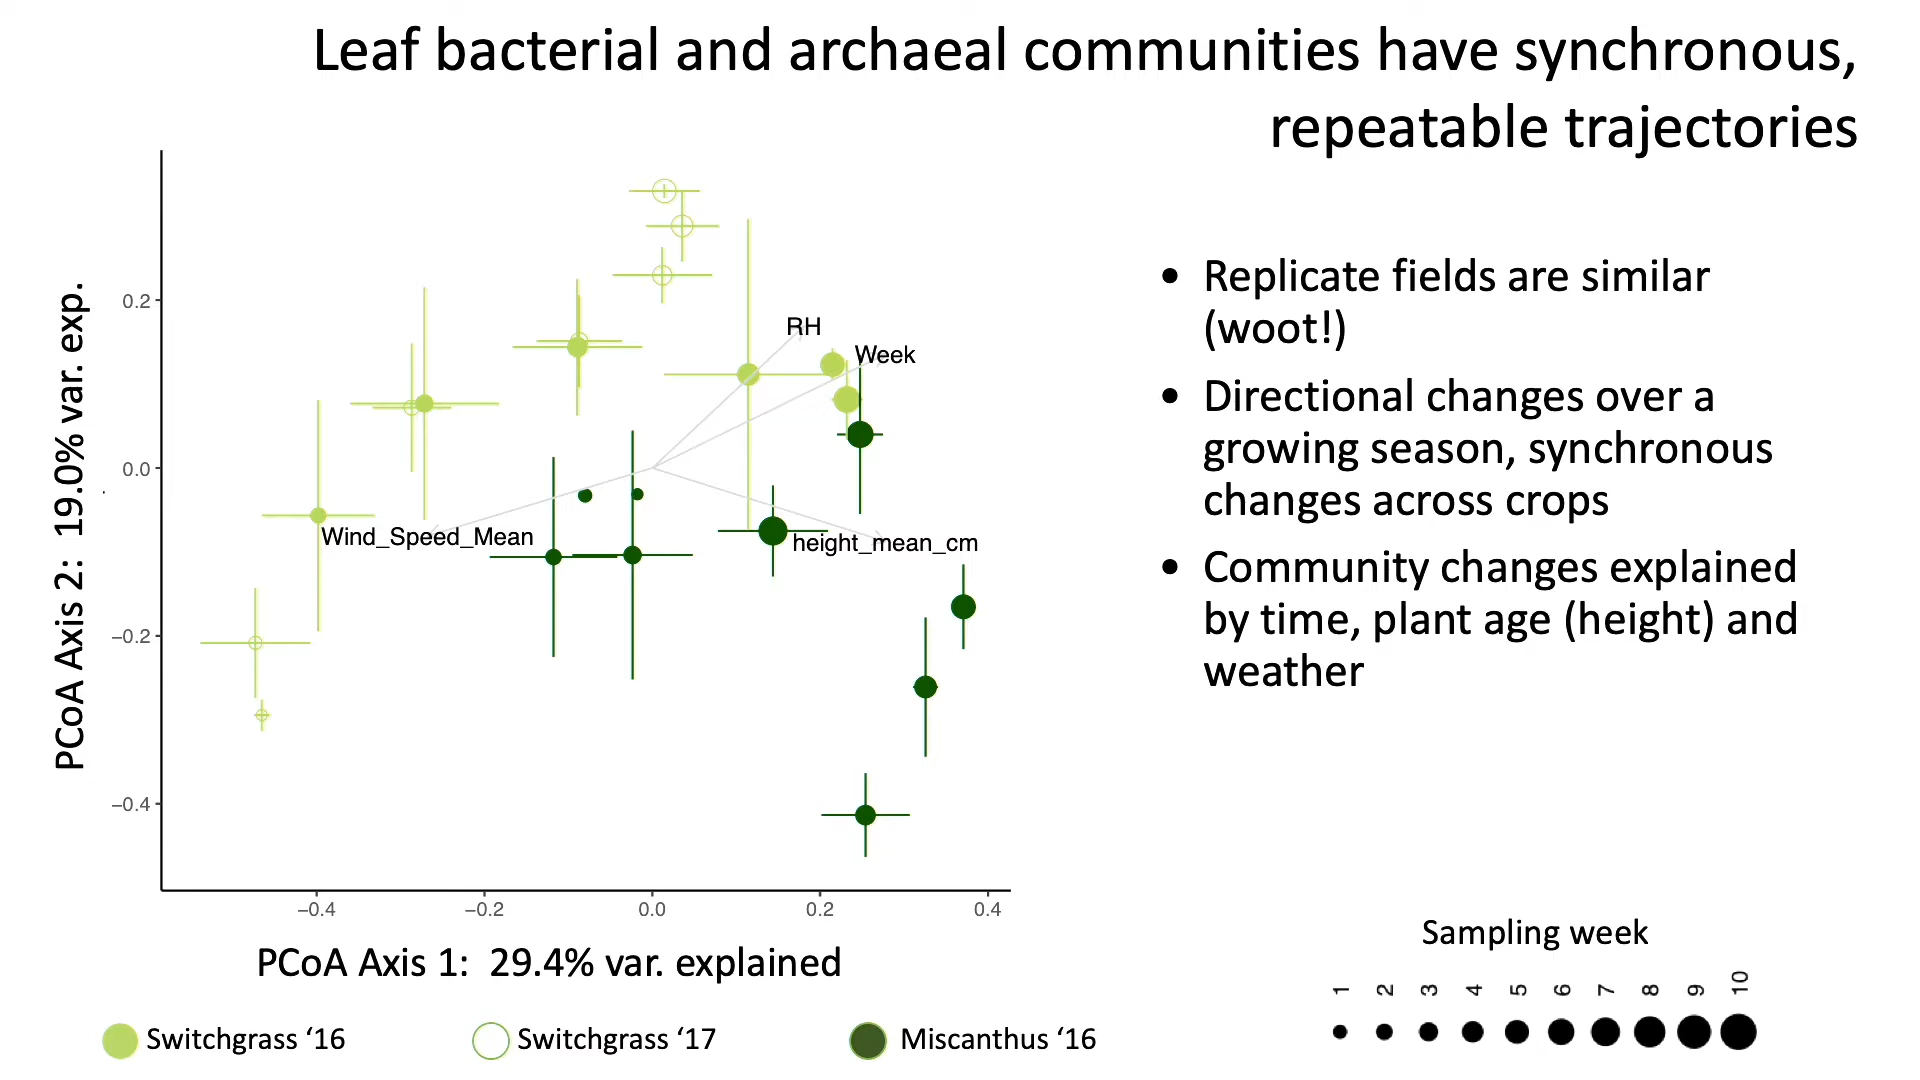 Leaf bacterial and archaeal communities have synchronous,
repeatable trajectories
PCoA Axis 2:  19.0% var. exp.
0.2
0.0
−0.2
−0.4
RH
Week
Wind_Speed_Mean
height_mean_cm
−0.4 −0.2 0.0 0.2 0.4
PCoA Axis 1:  29.4% var. explained
• Replicate fields are similar
(woot!)
• Directional changes over a
growing season, synchronous
changes across crops
• Community changes explained
by time, plant age (height) and
weather
Switchgrass ‘16
Switchgrass ‘17
Miscanthus ‘16
Sampling week
1 2 3 4 5 6 7 8 9 10